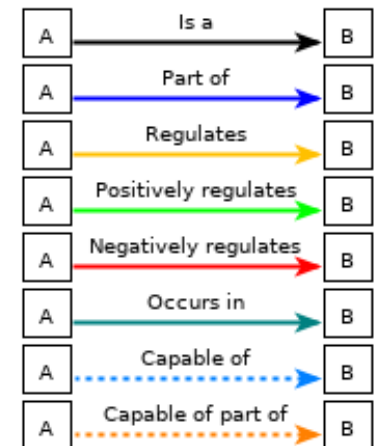 Is a
A B
Part of
A B
Regulates
A B
Positively regulates
A B
Negatively regulates
A B
Occurs in
A B
Capable of
A B
Capable of part of
A B